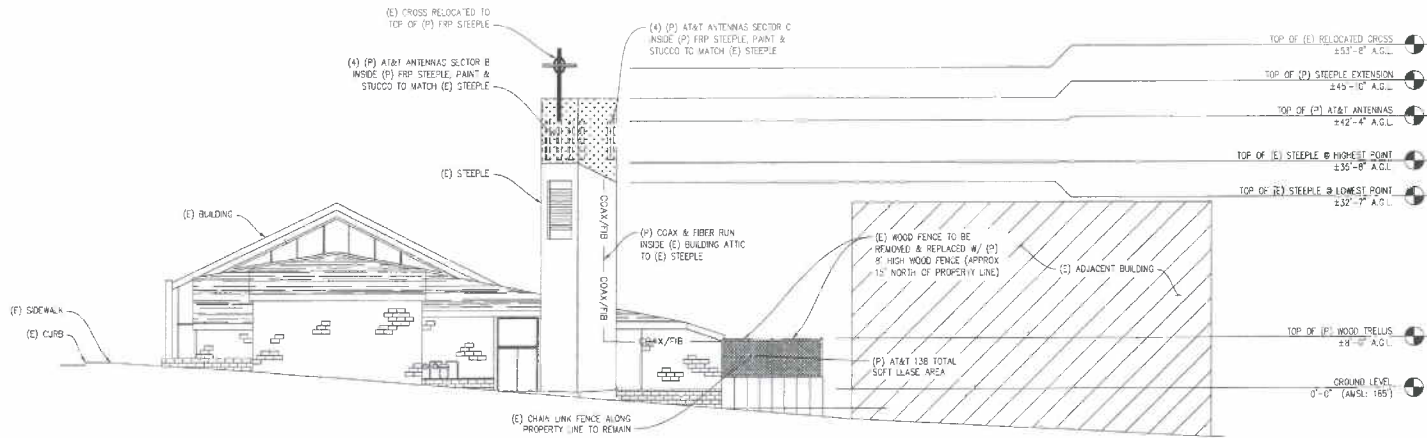 (E) CROSS RELOCATED TO
TOP OF (P) FRP STEEPLE
(4) (P) AT&T ANTENNAS SECTOR C
INSIDE (P) FRP STEEPLE, PAINT &
STUCCO TO MATCH (E) STEEPLE
(4) (P) AT&T ANTENNAS SECTOR B
INSIDE (P) FRP STEEPLE, PAINT &
STUCCO TO MATCH (E) STEEPLE
TOP OF (E) RELOCATED CROSS
±53'-8" A.G.L.
TOP OF (P) STEEPLE EXTENSION
±45'-10" A.G.L.
TOP OF (P) AT&T ANTENNAS
±42'-4" A.G.L.
TOP OF (E) STEEPLE @ HIGHEST POINT
±35'-8" A.G.L.
TOP OF (E) STEEPLE @ LOWEST POINT
±32'-7" A.G.L.
(E) STEEPLE
(E) BUILDING
COAX/FIB
(P) COAX & FIBER RUN
INSIDE (E) BUILDING ATTIC
TO (E) STEEPLE
COAX/FIB
(E) WOOD FENCE TO BE
REMOVED & REPLACED W/ (P)
8' HIGH WOOD FENCE (APPROX
15' NORTH OF PROPERTY LINE)
(E) ADJACENT BUILDING
(E) SIDEWALK
(E) CURB
COAX/FIB
TOP OF (P) WOOD TRELLIS
±8'-0" A.G.L.
(P) AT&T 138 TOTAL
SQFT LEASE AREA
GROUND LEVEL
0'-0" (AMSL: 165')
(E) CHAIN LINK FENCE ALONG
PROPERTY LINE TO REMAIN